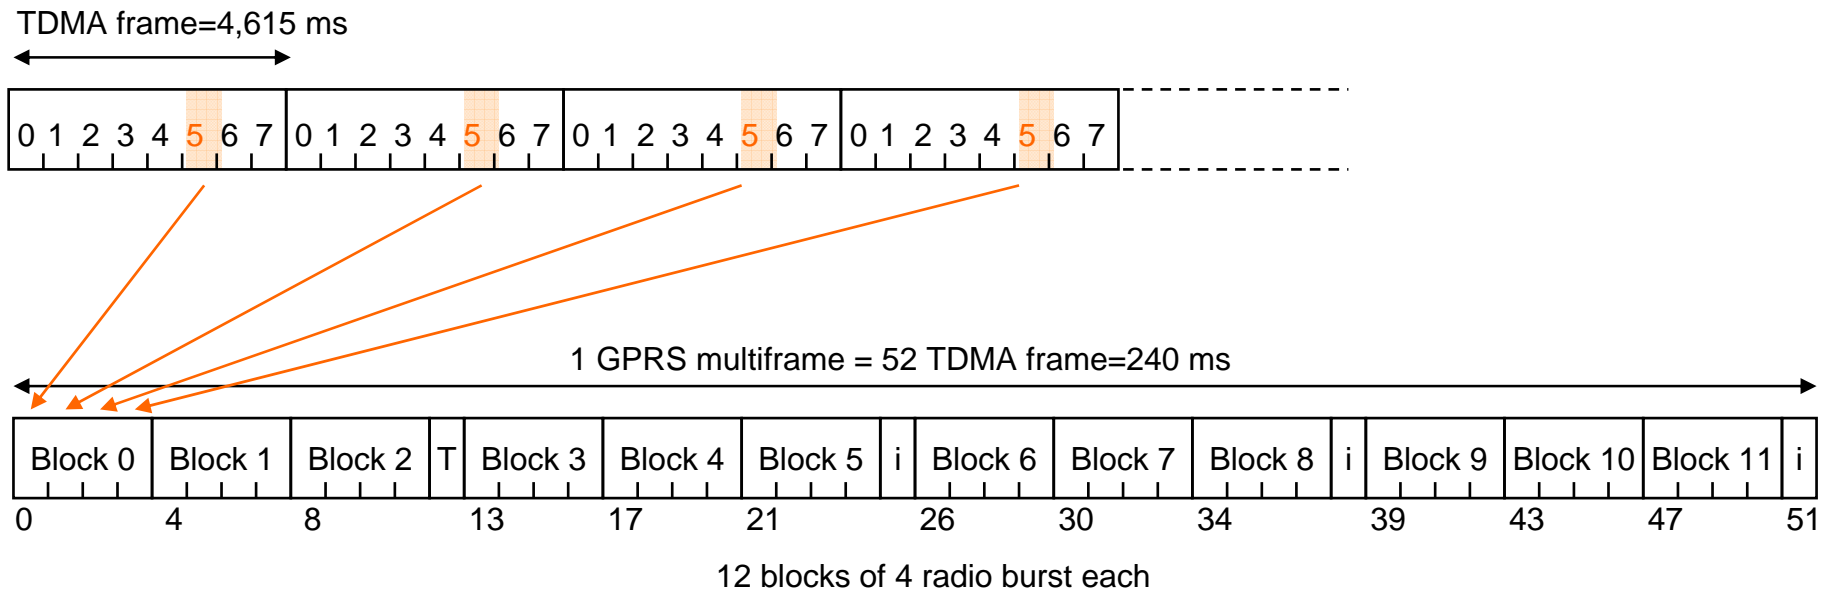 TDMA frame=4,615 ms
0 1 2 3 4 5 6 7 0 1 2 3 4 5 6 7 0 1 2 3 4 5 6 7 0 1 2 3 4 5 6 7
1 GPRS multiframe = 52 TDMA frame=240 ms
Block 0 Block 1 Block 2 T Block 3 Block 4 Block 5 i Block 6 Block 7 Block 8 i Block 9 Block 10 Block 11 i
0 4 8 13 17 21 26 30 34 39 43 47 51
12 blocks of 4 radio burst each